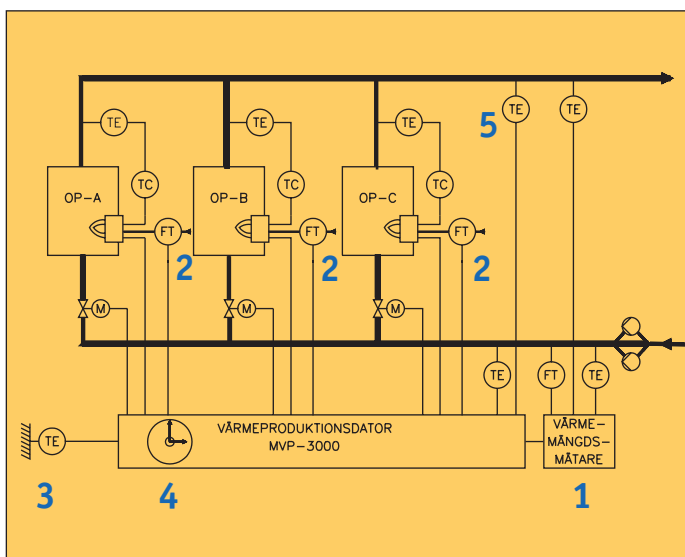 TE
TE
TE
5
TE
TE
OP-A
TC
OP-B
TC
OP-C
TC
FT
FT
FT
2
2
2
M
M
M
TE
FT
TE
TE
VÄRMEPRODUKTIONSDATOR
MVP-3000
VÄRME-
MÄNGDS-
MÄTARE
3
4
1